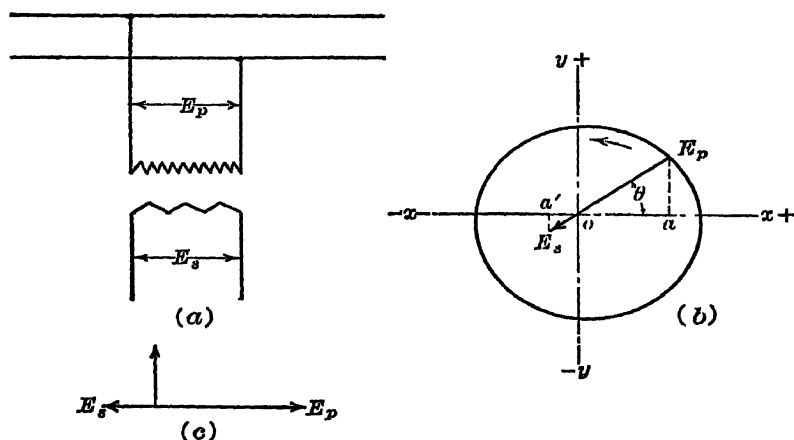 E_p
E_s
(a)
E_s E_p
(c)
y+
E_p
θ
-x a' o a x+
E_s
(b)
-y